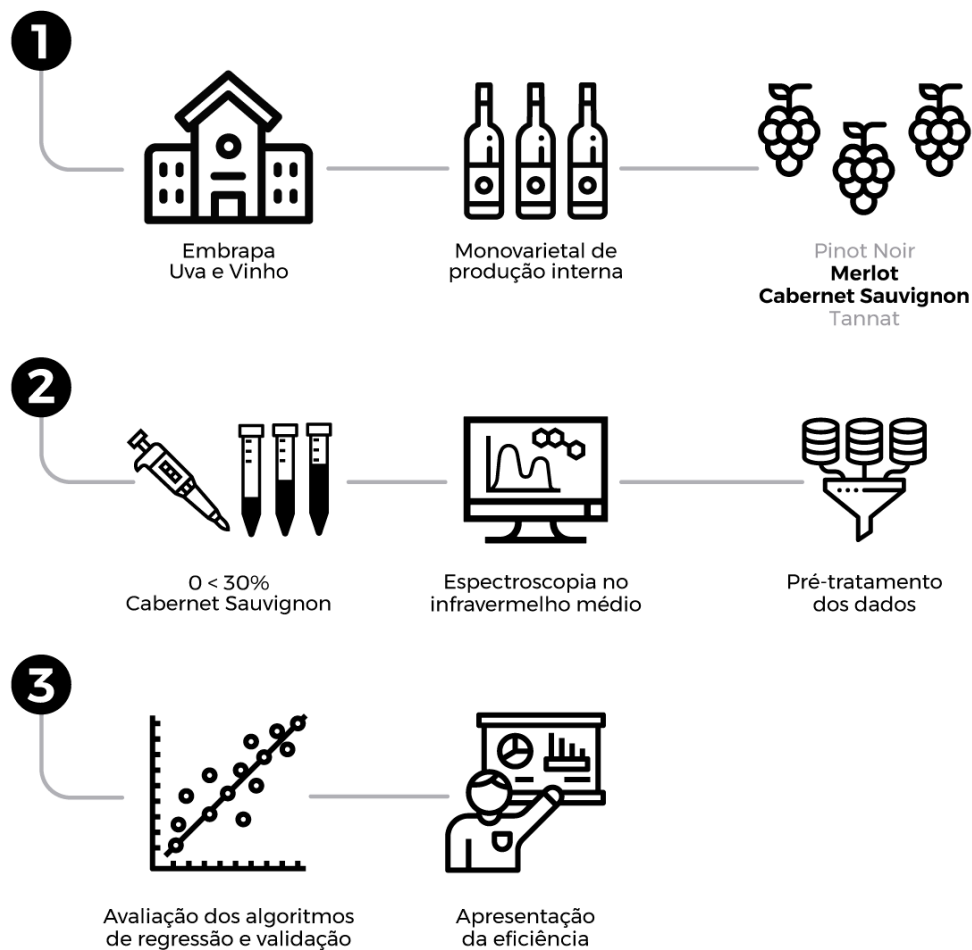 1
Embrapa
Uva e Vinho
Monovarietal de
produção interna
Pinot Noir
Merlot
Cabernet Sauvignon
Tannat
2
0 < 30%
Cabernet Sauvignon
Espectroscopia no
infravermelho médio
Pré-tratamento
dos dados
3
Avaliação dos algoritmos
de regressão e validação
Apresentação
da eficiência